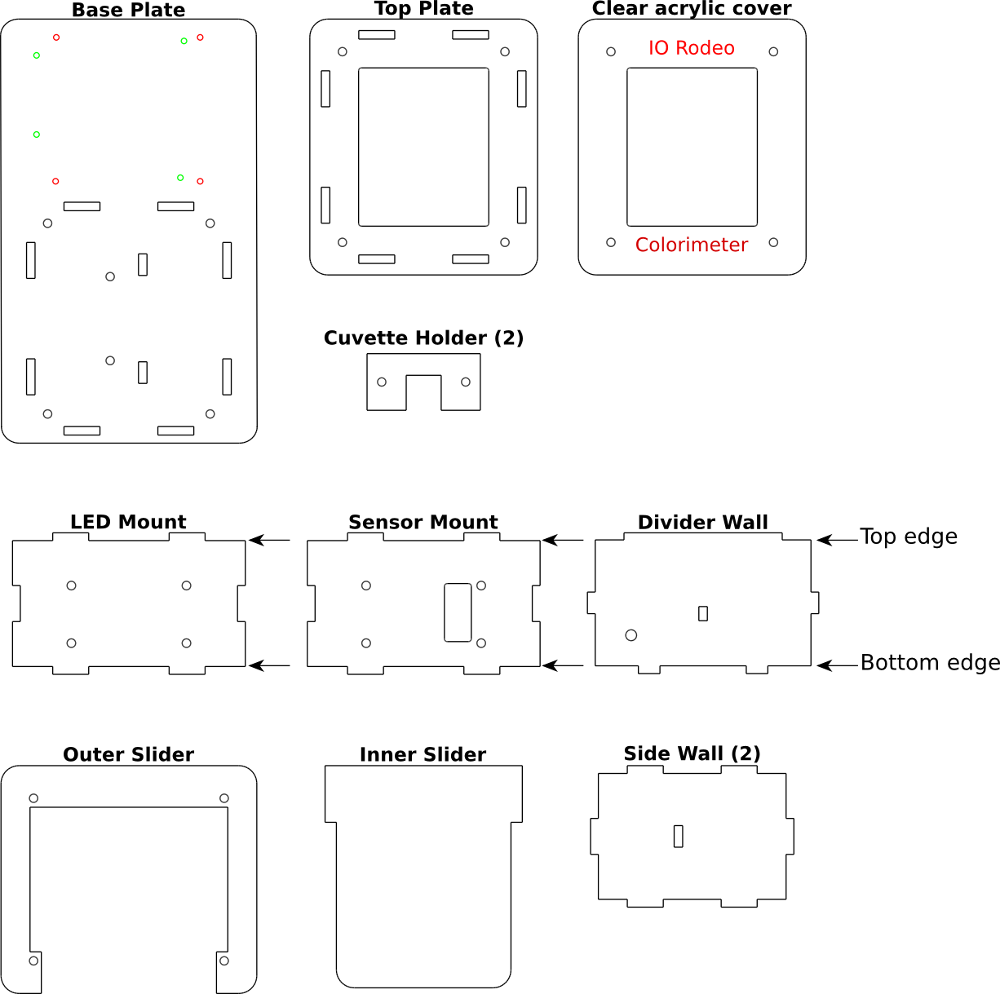 Base Plate
Top Plate
Clear acrylic cover
IO Rodeo
Colorimeter
Cuvette Holder (2)
LED Mount
Sensor Mount
Divider Wall
Top edge
Bottom edge
Outer Slider
Inner Slider
Side Wall (2)